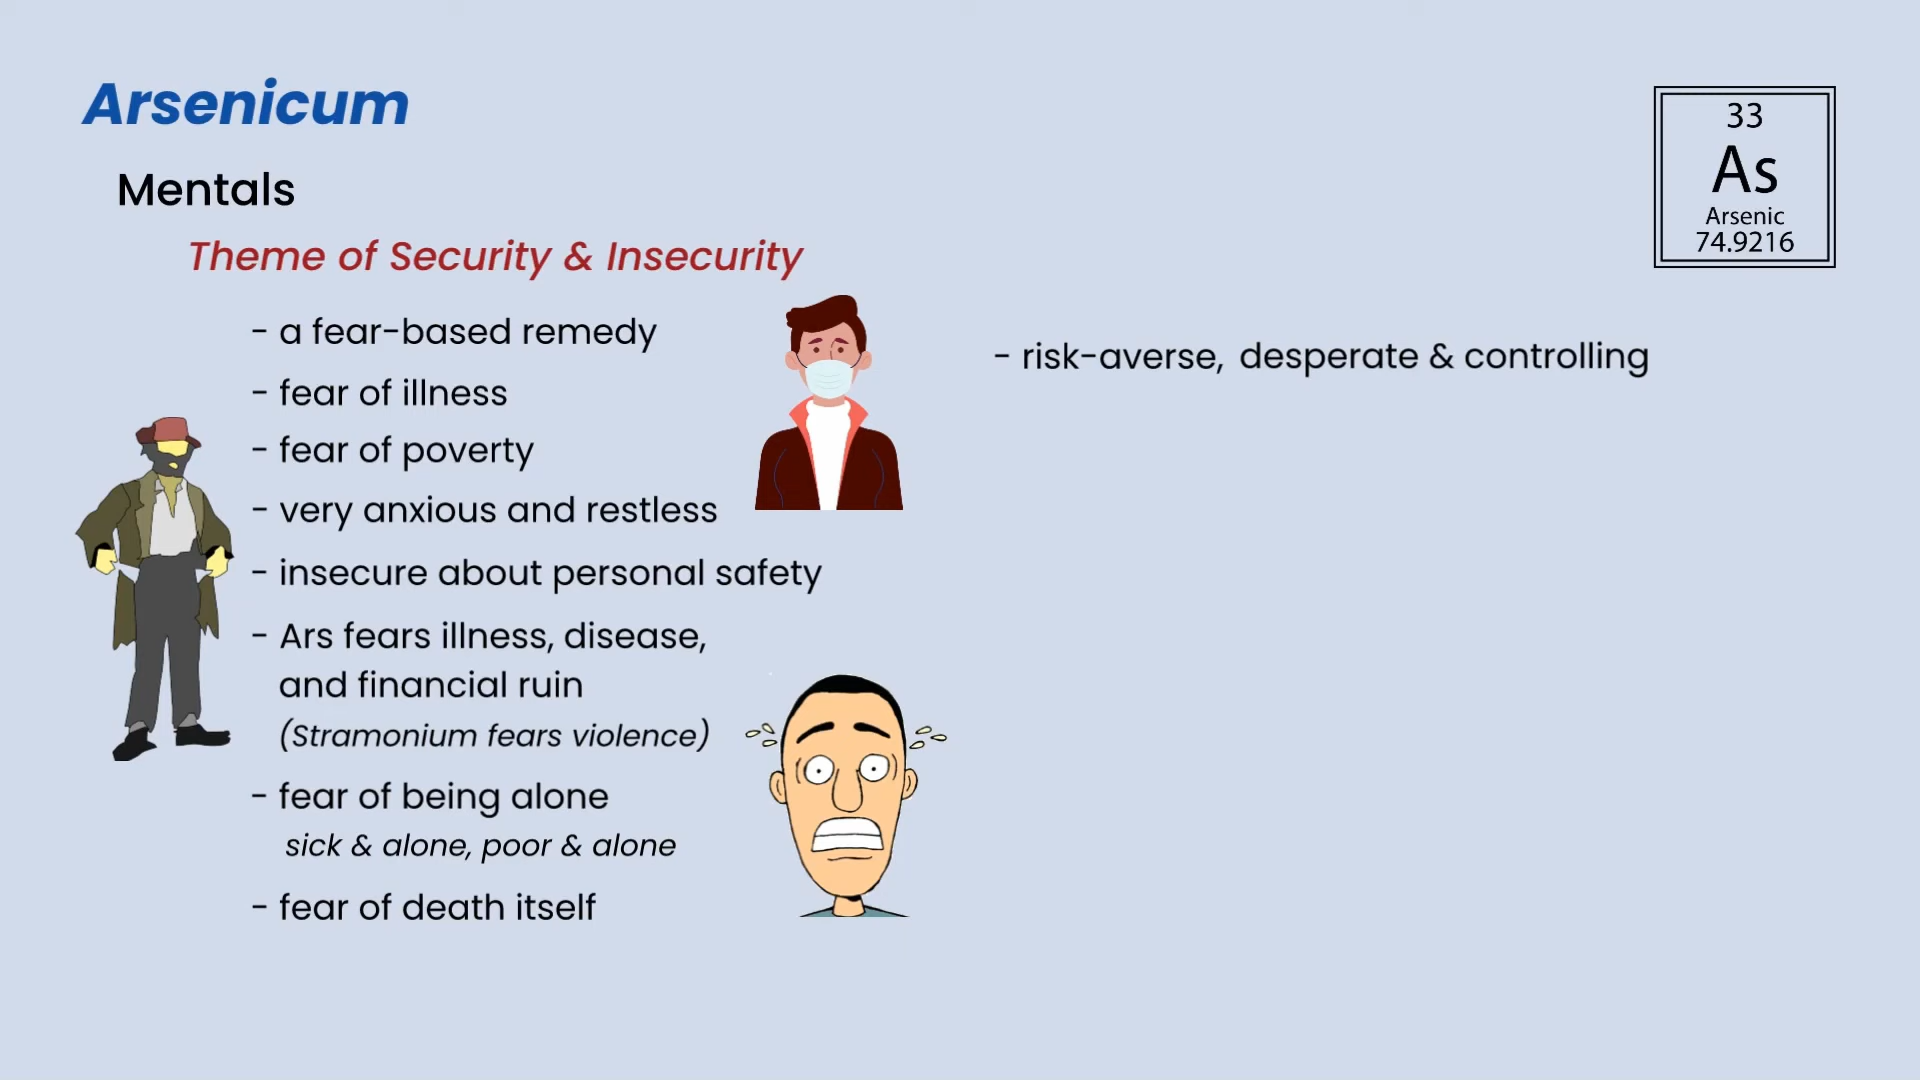 Arsenicum
Mentals
Theme of Security & Insecurity
- a fear-based remedy
- fear of illness
- fear of poverty
- very anxious and restless
- insecure about personal safety
- Ars fears illness, disease,
and financial ruin
(Stramonium fears violence)
- fear of being alone
sick & alone, poor & alone
- fear of death itself
- risk-averse, desperate & controlling
33
As
Arsenic
74.9216